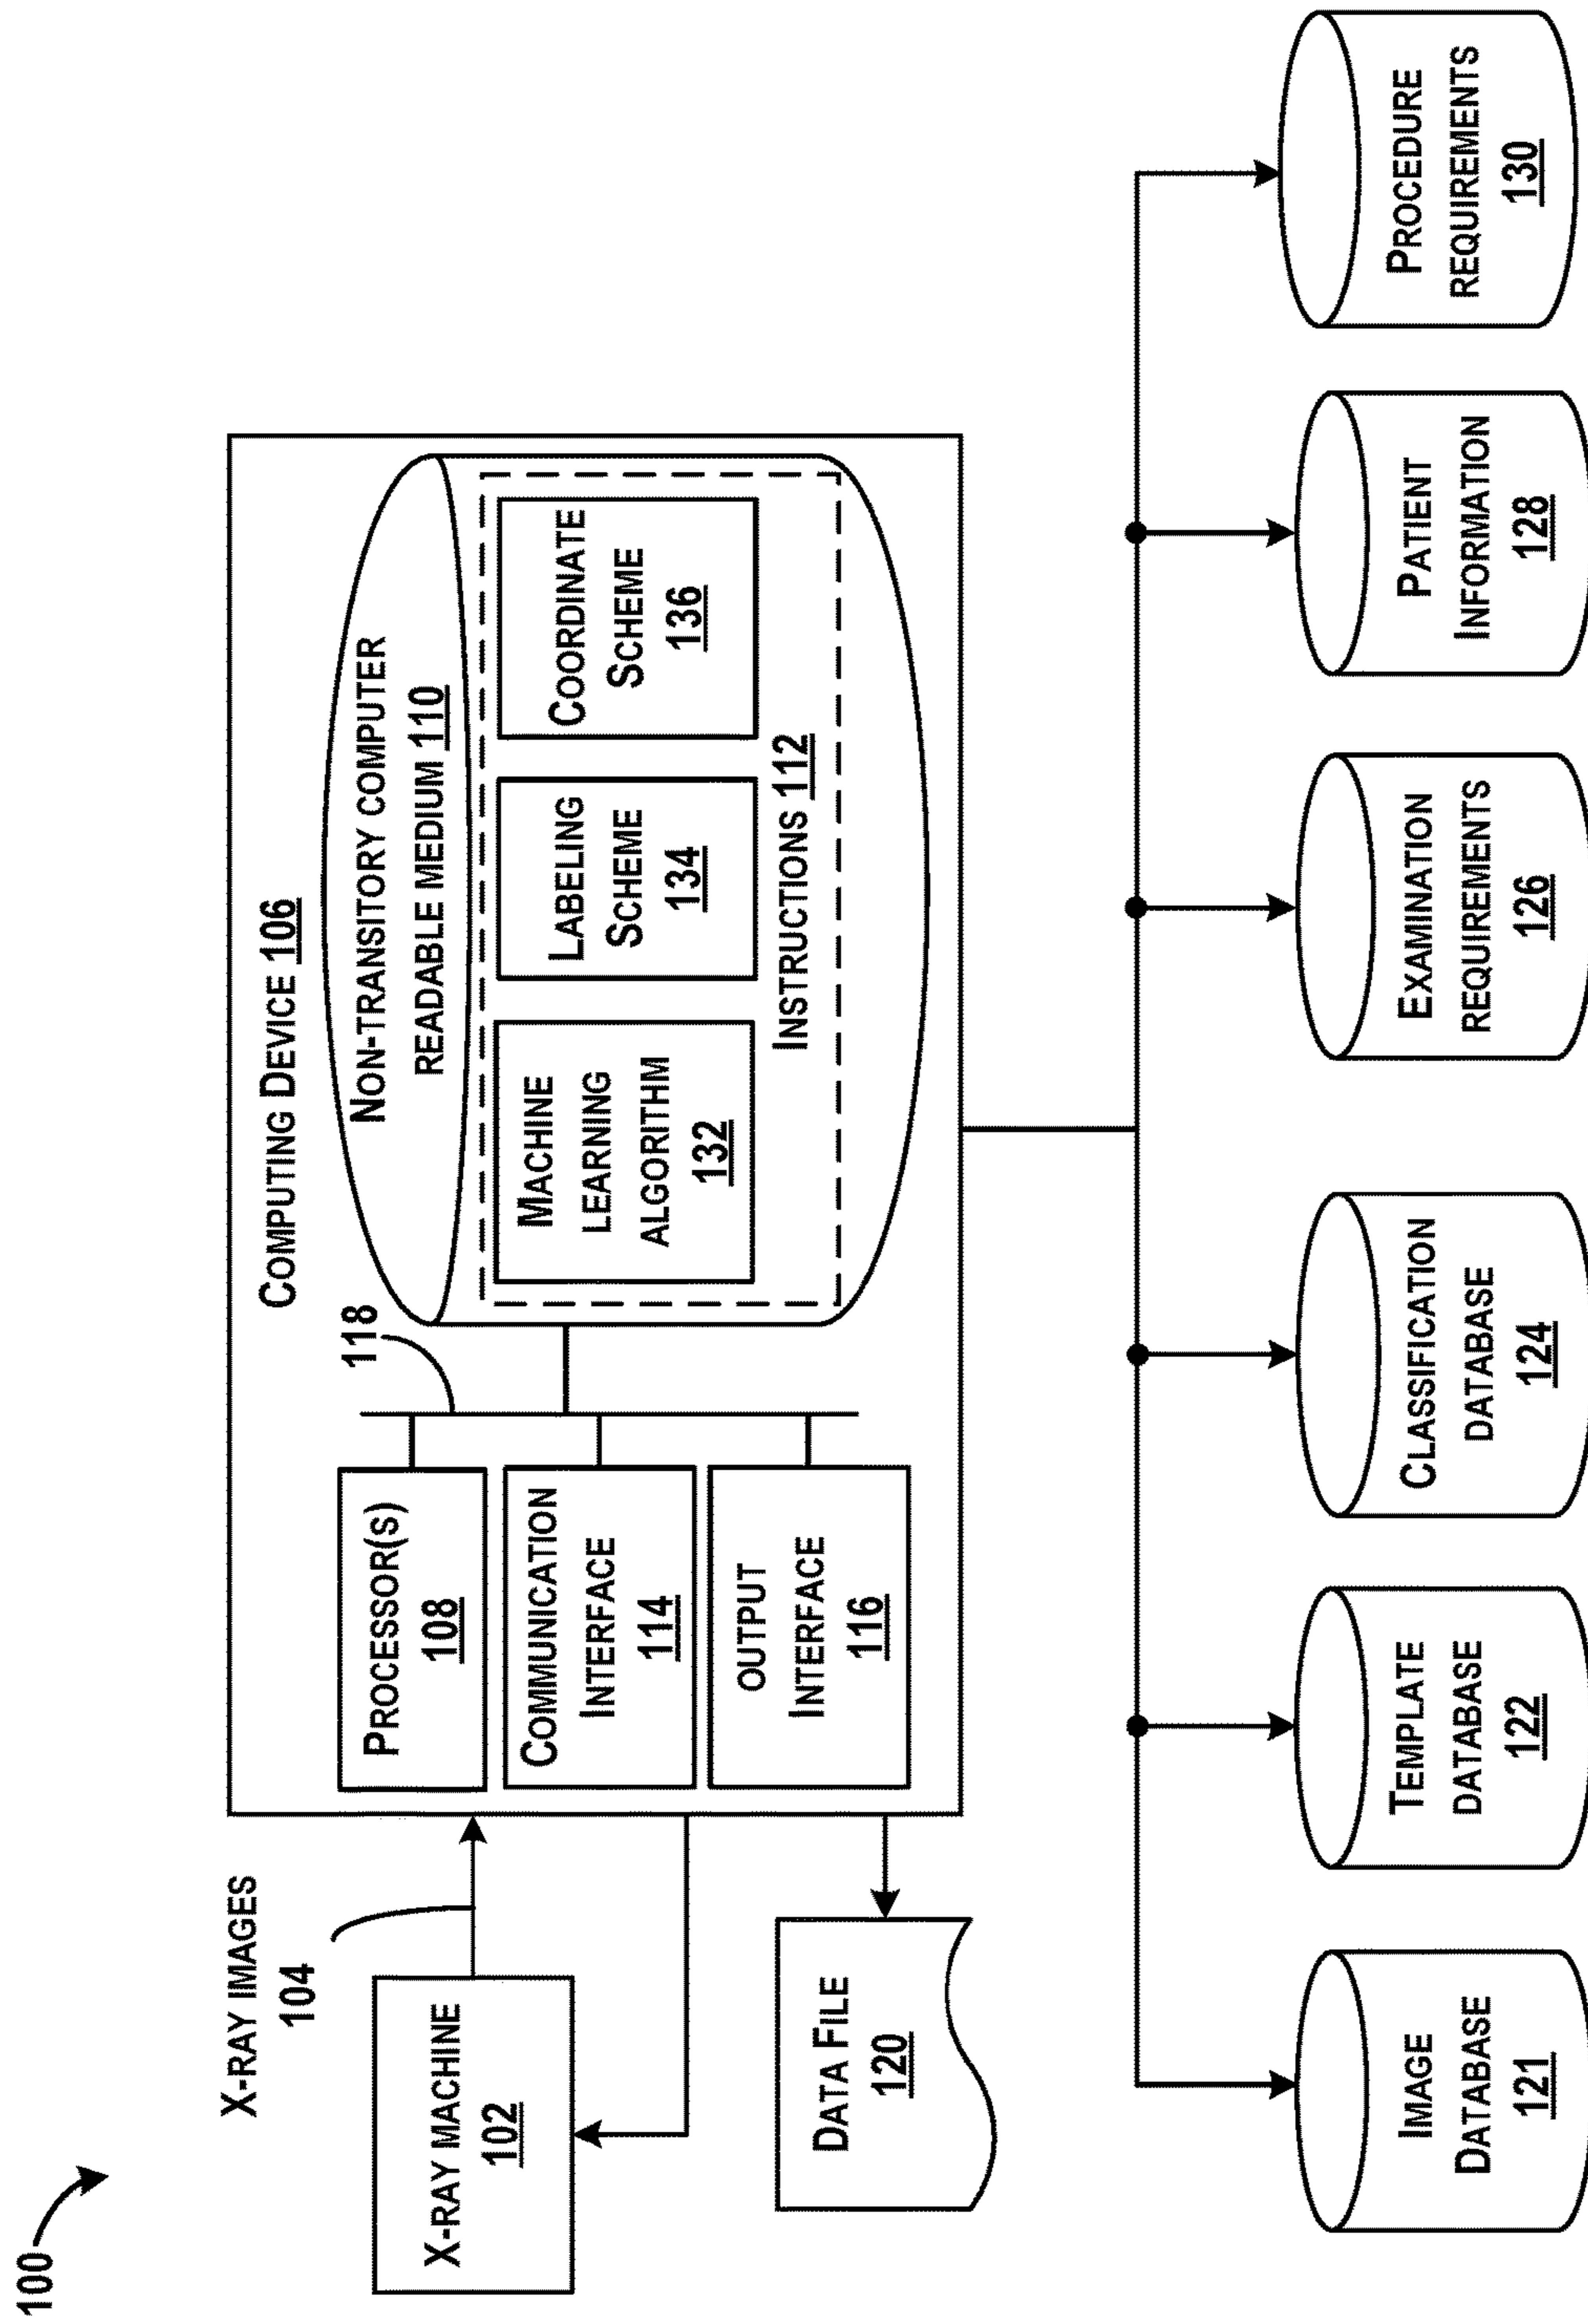 100
X-RAY IMAGES
104
X-RAY MACHINE
102
DATA FILE
120
COMPUTING DEVICE 106
PROCESSOR(S)
108
COMMUNICATION
INTERFACE
114
OUTPUT
INTERFACE
116
118
NON-TRANSITORY COMPUTER
READABLE MEDIUM 110
MACHINE
LEARNING
ALGORITHM
132
LABELING
SCHEME
134
COORDINATE
SCHEME
136
INSTRUCTIONS 112
IMAGE
DATABASE
121
TEMPLATE
DATABASE
122
CLASSIFICATION
DATABASE
124
EXAMINATION
REQUIREMENTS
126
PATIENT
INFORMATION
128
PROCEDURE
REQUIREMENTS
130